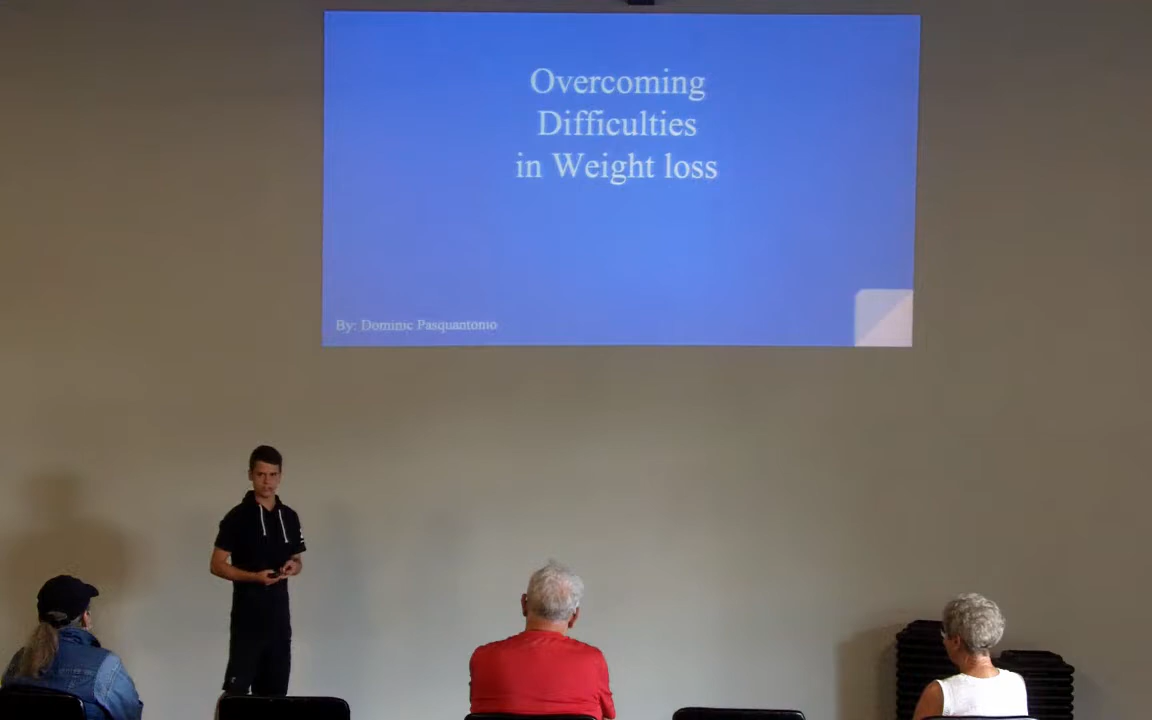 Overcoming
Difficulties
in Weight loss
By: Dominic Pasquantonio